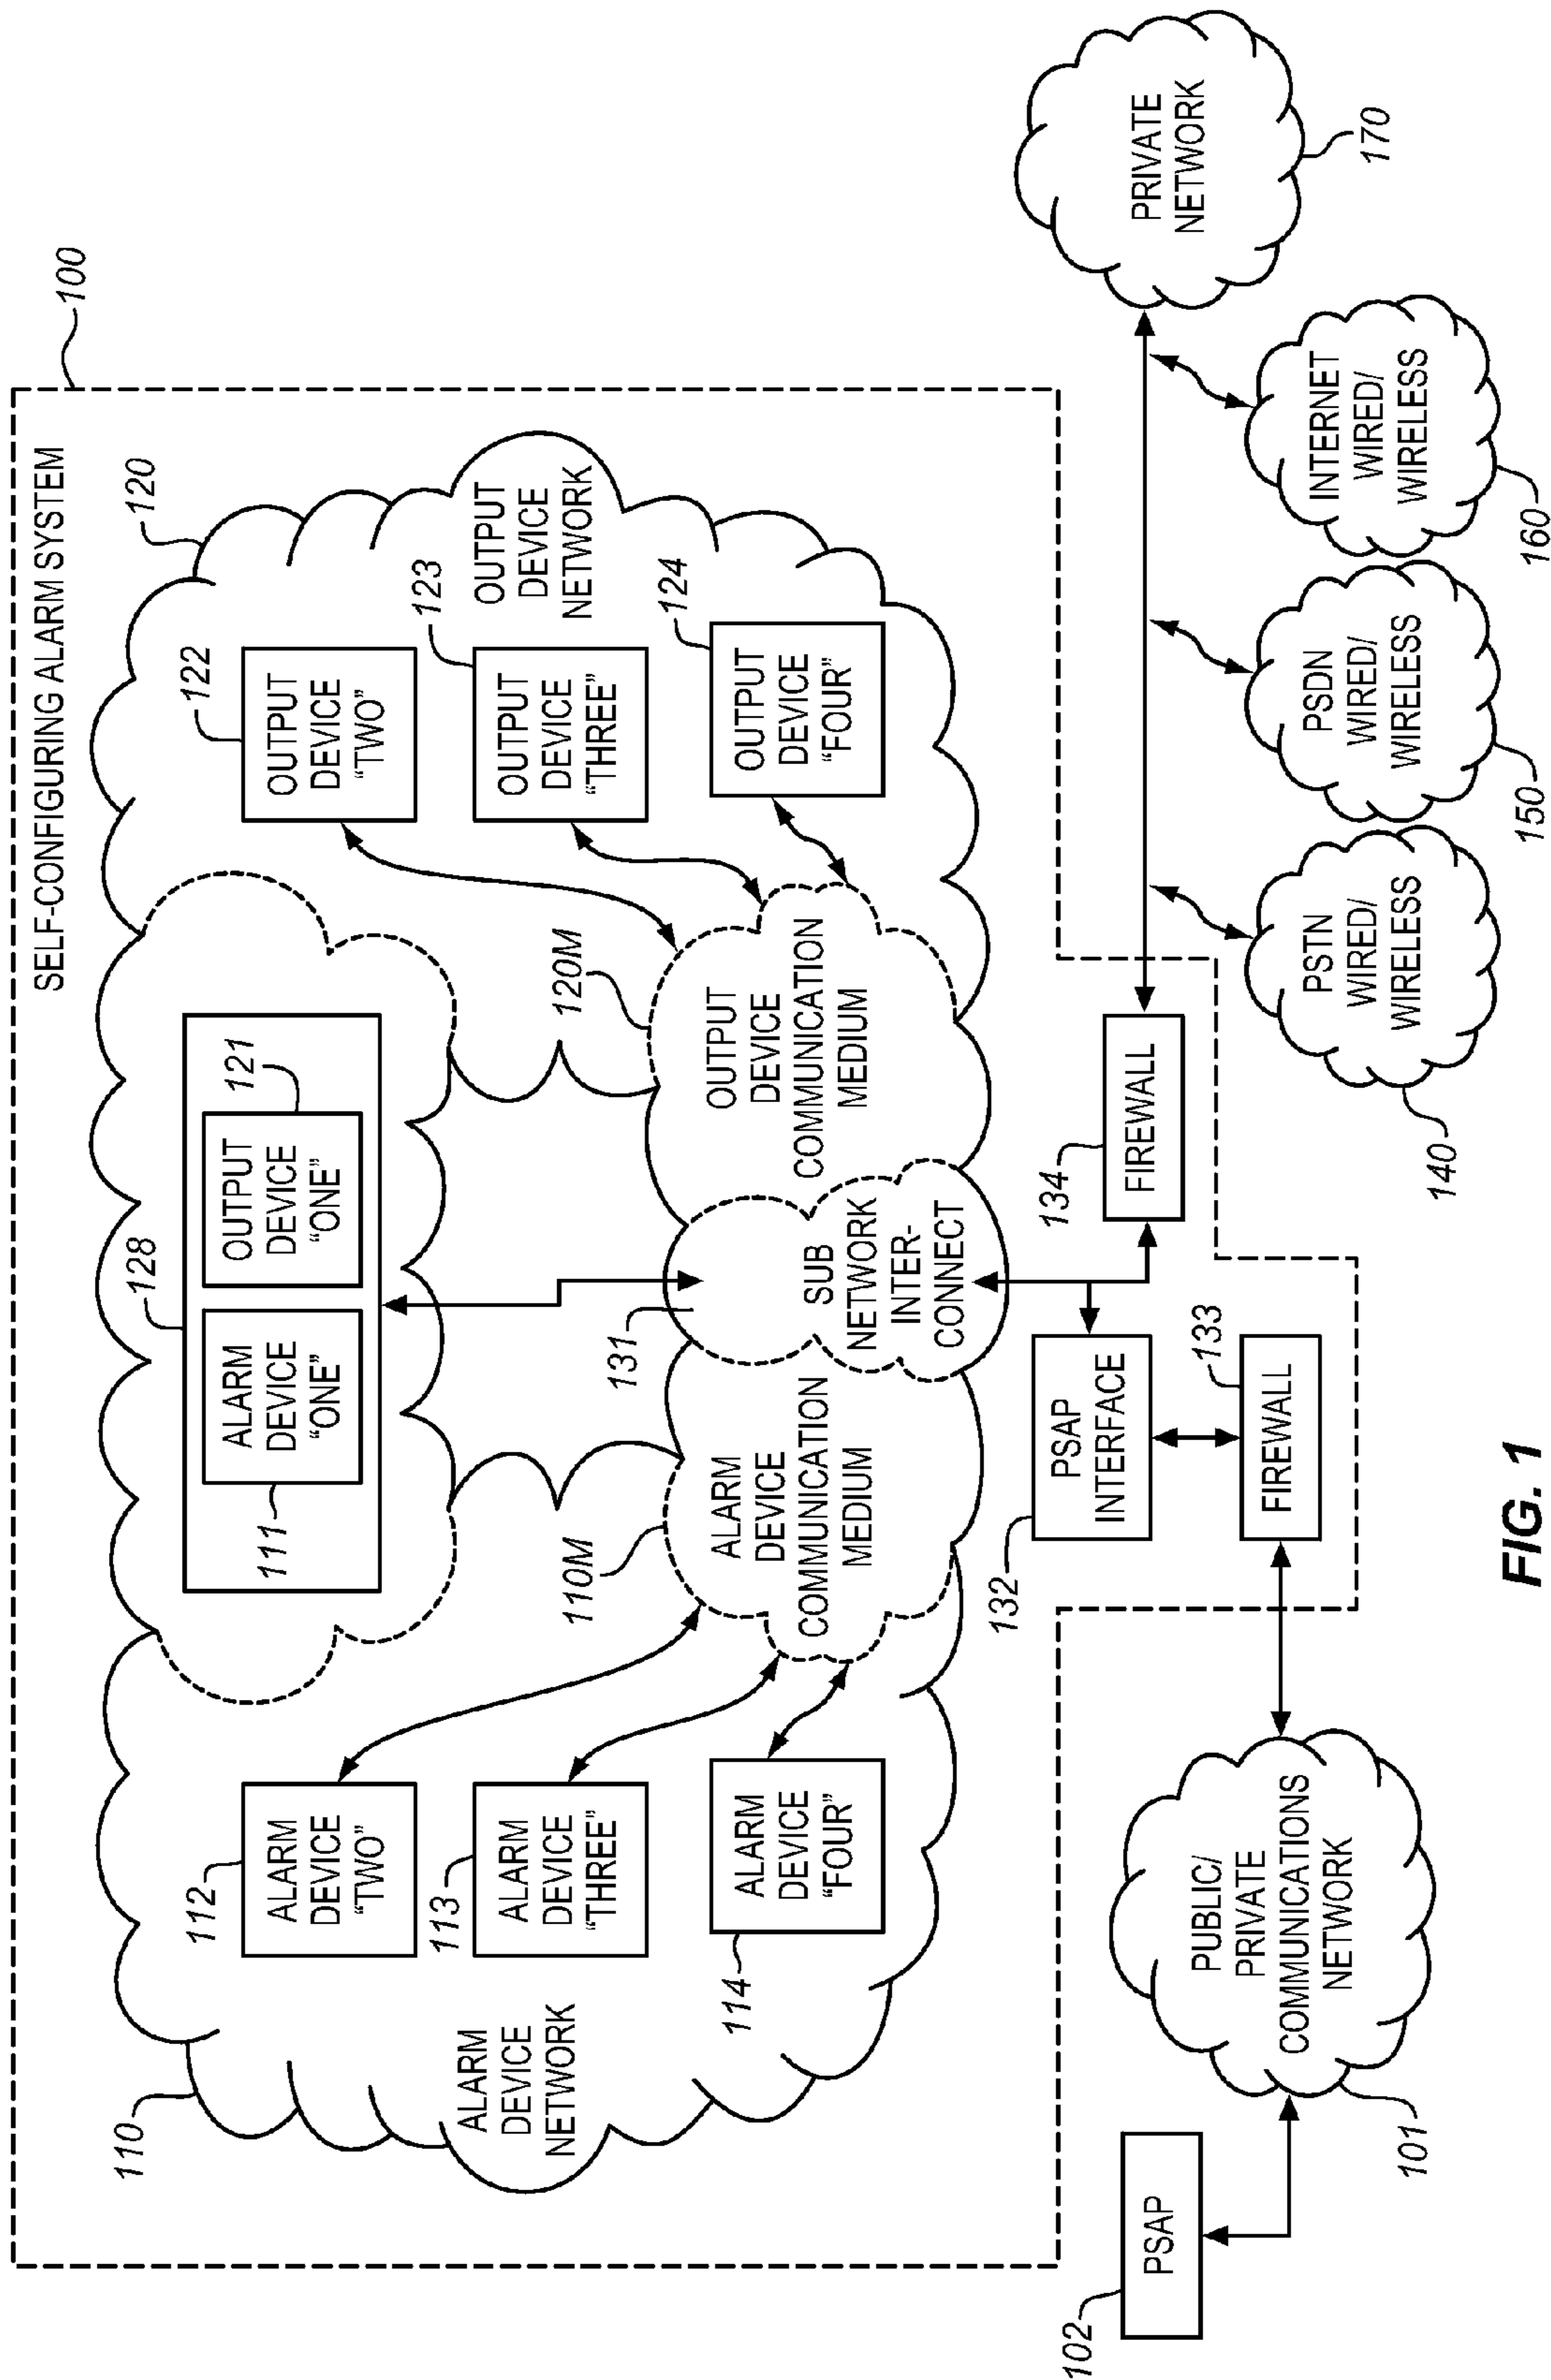 SELF-CONFIGURING ALARM SYSTEM
100
110
ALARM
DEVICE
NETWORK
112
ALARM
DEVICE
"TWO"
113
ALARM
DEVICE
"THREE"
114
ALARM
DEVICE
"FOUR"
128
111
ALARM
DEVICE
"ONE"
121
OUTPUT
DEVICE
"ONE"
120
OUTPUT
DEVICE
NETWORK
122
OUTPUT
DEVICE
"TWO"
123
OUTPUT
DEVICE
"THREE"
124
OUTPUT
DEVICE
"FOUR"
110M
ALARM
DEVICE
COMMUNICATION
MEDIUM
131
SUB
NETWORK
INTER-
CONNECT
120M
OUTPUT
DEVICE
COMMUNICATION
MEDIUM
132
PSAP
INTERFACE
133
FIREWALL
134
FIREWALL
102
PSAP
101
PUBLIC/
PRIVATE
COMMUNICATIONS
NETWORK
140
PSTN
WIRED/
WIRELESS
150
PSDN
WIRED/
WIRELESS
160
INTERNET
WIRED/
WIRELESS
170
PRIVATE
NETWORK
FIG. 1